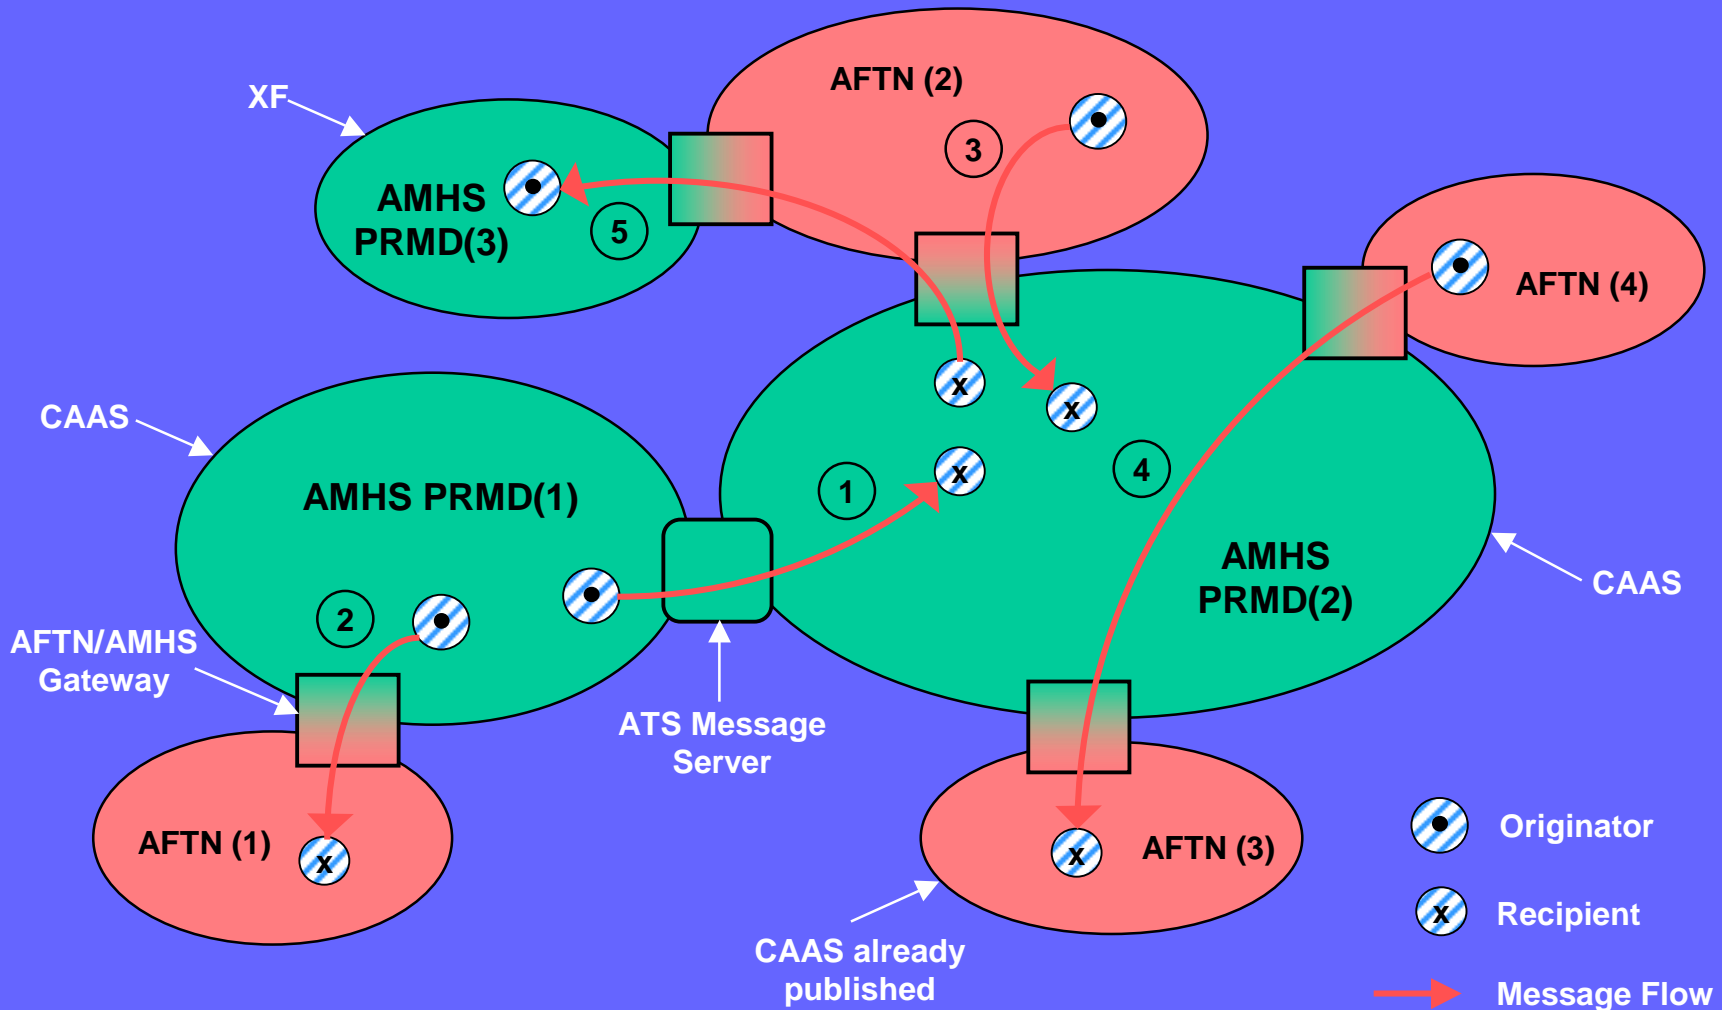 AFTN (2)
XF
3
AMHS
PRMD(3)
5
AFTN (4)
x
x
CAAS
x
1
4
AMHS PRMD(1)
AMHS
PRMD(2)
CAAS
2
AFTN/AMHS
Gateway
ATS Message
Server
AFTN (1)
x
x
AFTN (3)
Originator
x
Recipient
CAAS already
published
Message Flow